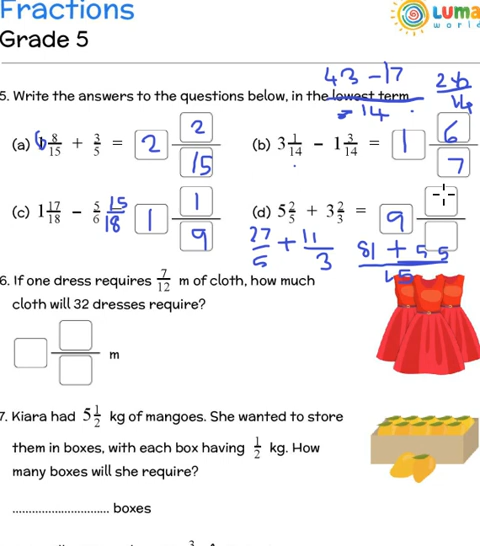 Fractions
LUMA
world
Grade 5
43 - 17
= 14
26
14
5. Write the answers to the questions below, in the lowest term.
(a) 8/15 + 3/5 = 2 2/15
(b) 3 1/14 - 1 3/14 = 1 6/7
(c) 1 17/18 - 5/6 15/18 1 1/9
(d) 5 2/5 + 3 2/3 = 9
27/5 + 11/3
81 + 55
15
6. If one dress requires 7/12 m of cloth, how much
cloth will 32 dresses require?
m
7. Kiara had 5 1/2 kg of mangoes. She wanted to store
them in boxes, with each box having 1/2 kg. How
many boxes will she require?
.............................. boxes